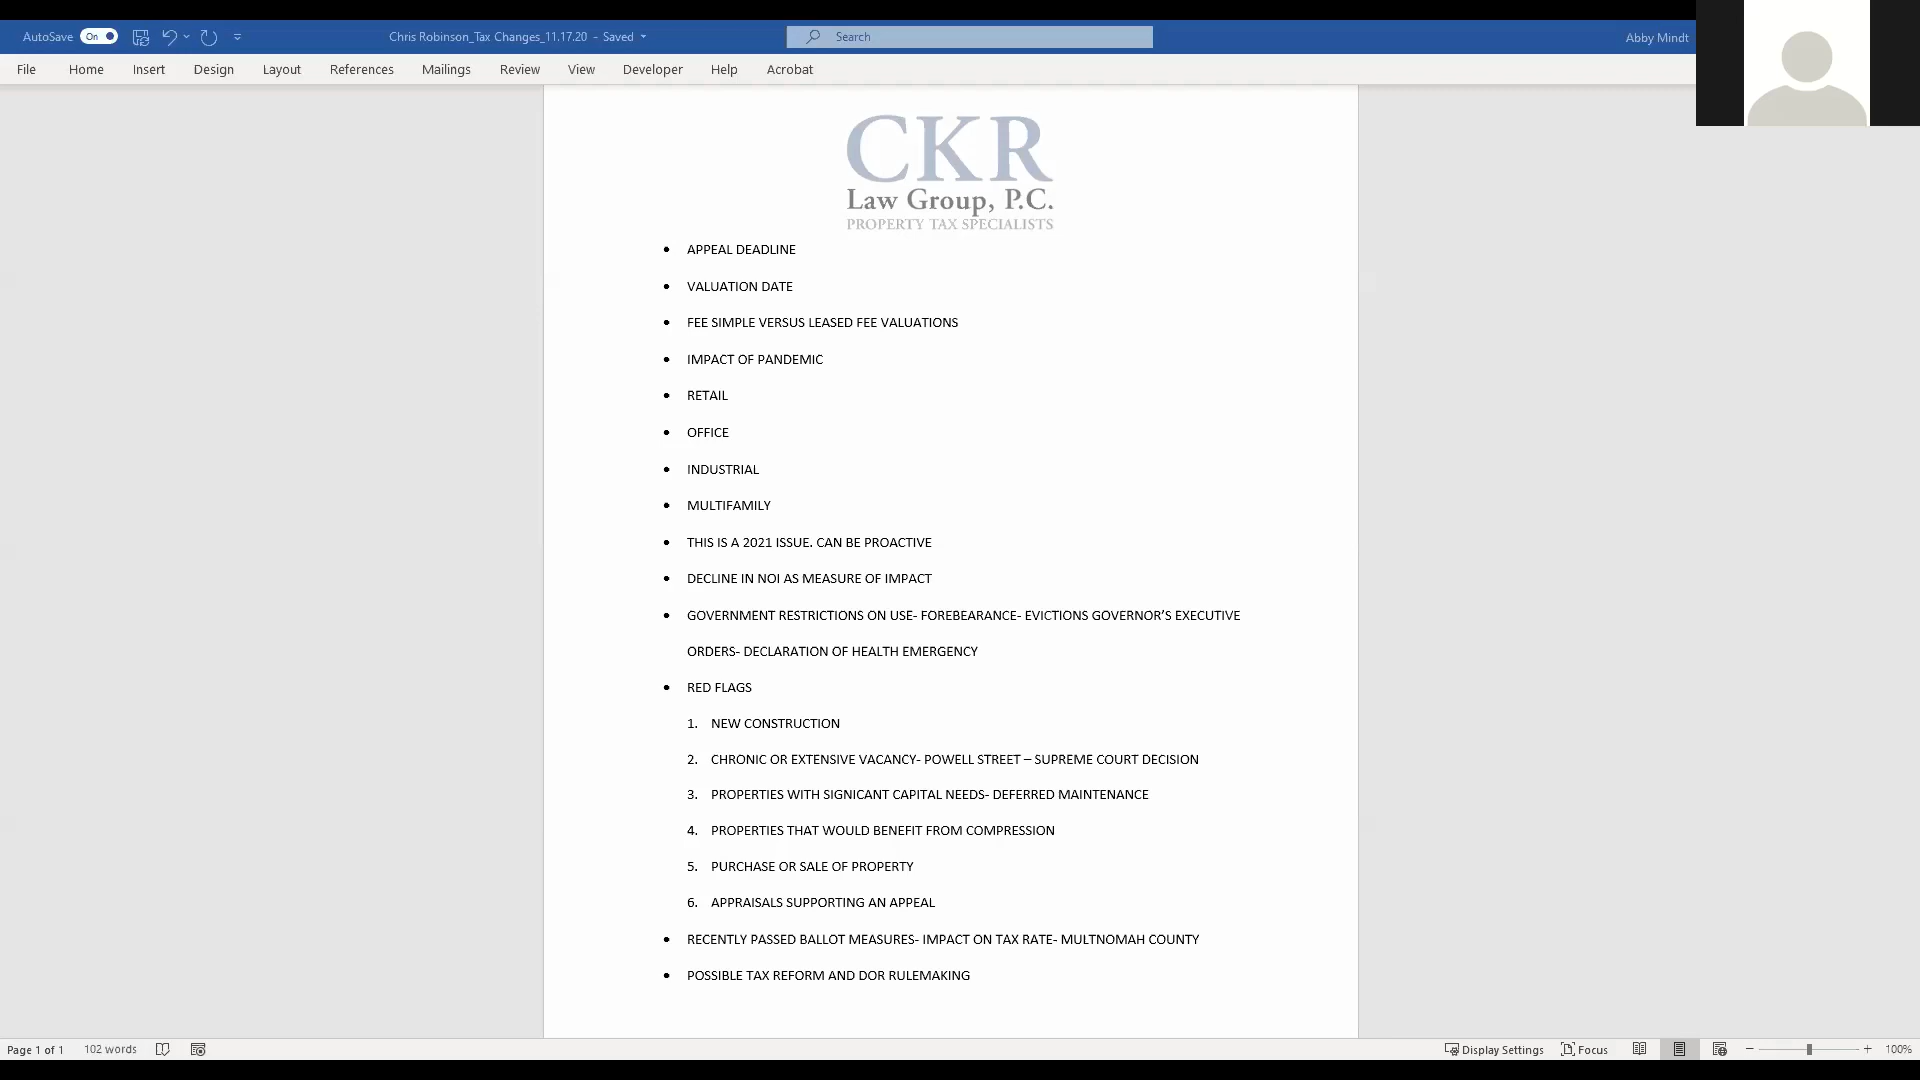 AutoSave On Chris Robinson_Tax Changes_11.17.20 - Saved Search Abby Mindt
File Home Insert Design Layout References Mailings Review View Developer Help Acrobat
CKR
Law Group, P.C.
PROPERTY TAX SPECIALISTS
• APPEAL DEADLINE
• VALUATION DATE
• FEE SIMPLE VERSUS LEASED FEE VALUATIONS
• IMPACT OF PANDEMIC
• RETAIL
• OFFICE
• INDUSTRIAL
• MULTIFAMILY
• THIS IS A 2021 ISSUE. CAN BE PROACTIVE
• DECLINE IN NOI AS MEASURE OF IMPACT
• GOVERNMENT RESTRICTIONS ON USE- FOREBEARANCE- EVICTIONS GOVERNOR’S EXECUTIVE
ORDERS- DECLARATION OF HEALTH EMERGENCY
• RED FLAGS
1. NEW CONSTRUCTION
2. CHRONIC OR EXTENSIVE VACANCY- POWELL STREET – SUPREME COURT DECISION
3. PROPERTIES WITH SIGNICANT CAPITAL NEEDS- DEFERRED MAINTENANCE
4. PROPERTIES THAT WOULD BENEFIT FROM COMPRESSION
5. PURCHASE OR SALE OF PROPERTY
6. APPRAISALS SUPPORTING AN APPEAL
• RECENTLY PASSED BALLOT MEASURES- IMPACT ON TAX RATE- MULTNOMAH COUNTY
• POSSIBLE TAX REFORM AND DOR RULEMAKING
Page 1 of 1 102 words Display Settings Focus 100%